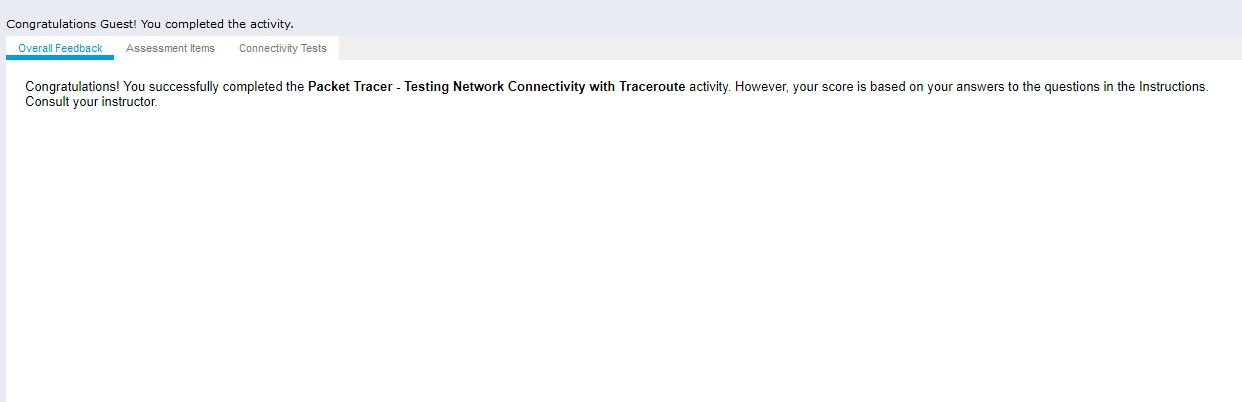 Congratulations Guest! You completed the activity.
Overall Feedback Assessment Items Connectivity Tests
Congratulations! You successfully completed the Packet Tracer - Testing Network Connectivity with Traceroute activity. However, your score is based on your answers to the questions in the Instructions.
Consult your instructor.